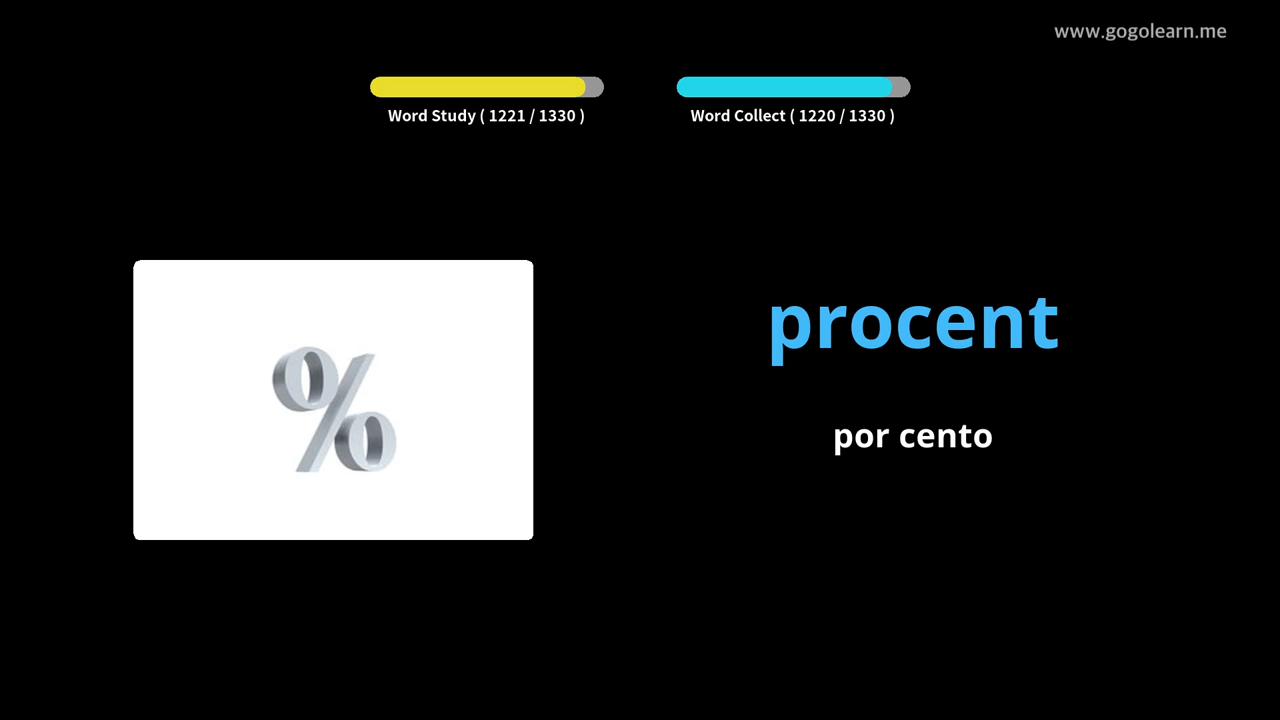 www.gogolearn.me
Word Study ( 1221 / 1330 )
Word Collect ( 1220 / 1330 )
%
procent
por cento